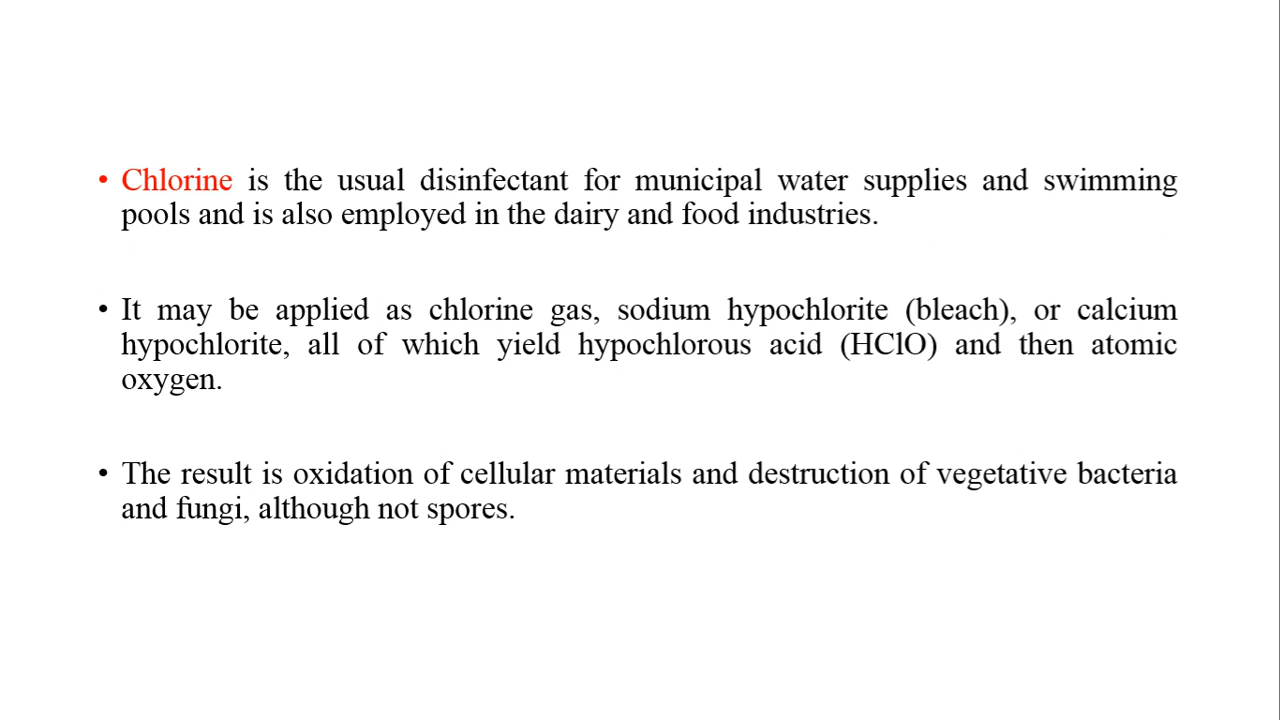 • Chlorine is the usual disinfectant for municipal water supplies and swimming
pools and is also employed in the dairy and food industries.
• It may be applied as chlorine gas, sodium hypochlorite (bleach), or calcium
hypochlorite, all of which yield hypochlorous acid (HClO) and then atomic
oxygen.
• The result is oxidation of cellular materials and destruction of vegetative bacteria
and fungi, although not spores.